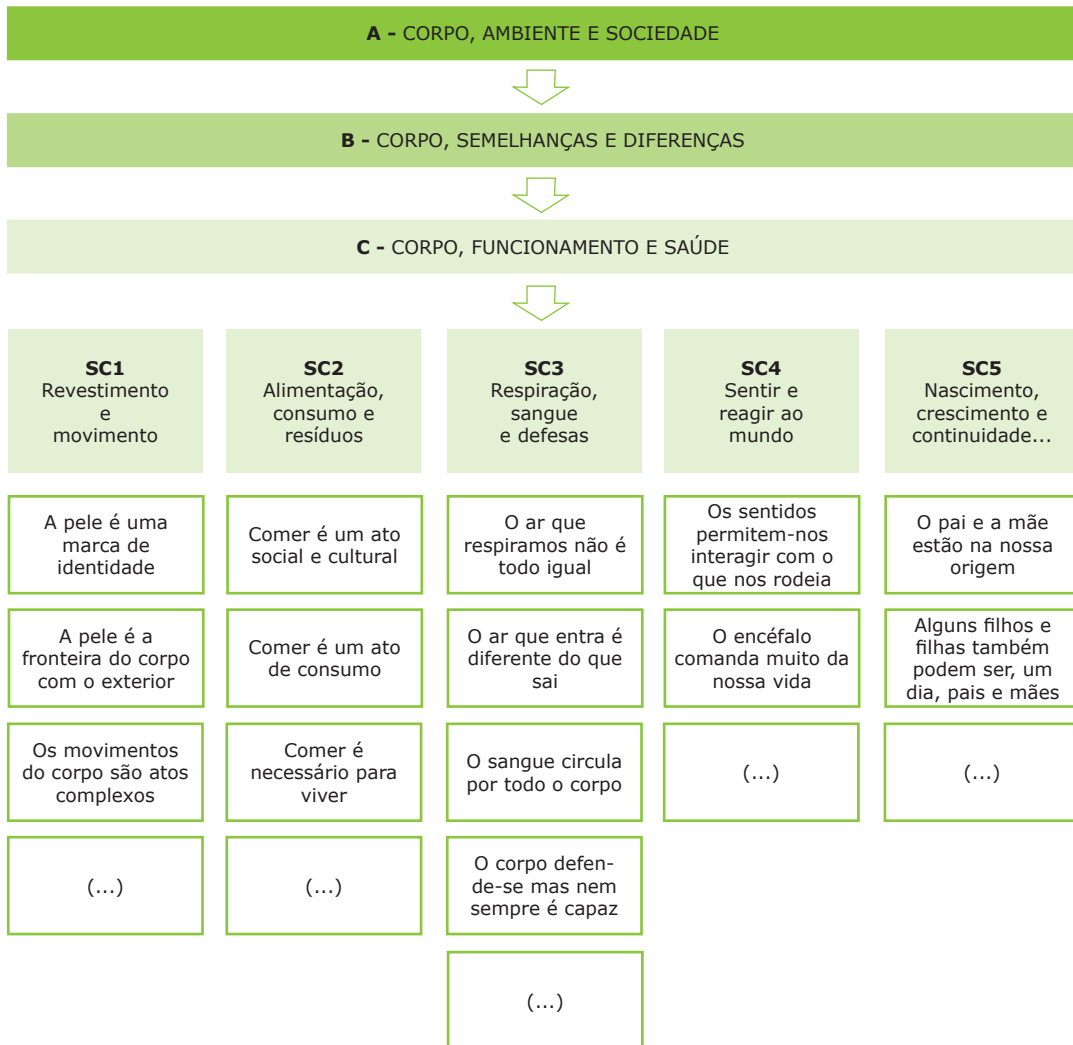 A - CORPO, AMBIENTE E SOCIEDADE
B - CORPO, SEMELHANÇAS E DIFERENÇAS
C - CORPO, FUNCIONAMENTO E SAÚDE
SC1
Revestimento
e
movimento
SC2
Alimentação,
consumo e
resíduos
SC3
Respiração,
sangue
e defesas
SC4
Sentir e
reagir ao
mundo
SC5
Nascimento,
crescimento e
continuidade...
A pele é uma
marca de
identidade
Comer é um ato
social e cultural
O ar que
respiramos não é
todo igual
Os sentidos
permitem-nos
interagir com o
que nos rodeia
O pai e a mãe
estão na nossa
origem
A pele é a
fronteira do corpo
com o exterior
Comer é um ato
de consumo
O ar que entra é
diferente do que
sai
O encéfalo
comanda muito da
nossa vida
Alguns filhos e
filhas também
podem ser, um
dia, pais e mães
Os movimentos
do corpo são atos
complexos
Comer é
necessário para
viver
O sangue circula
por todo o corpo
(...)
(...)
(...)
(...)
O corpo defen-
de-se mas nem
sempre é capaz
(...)